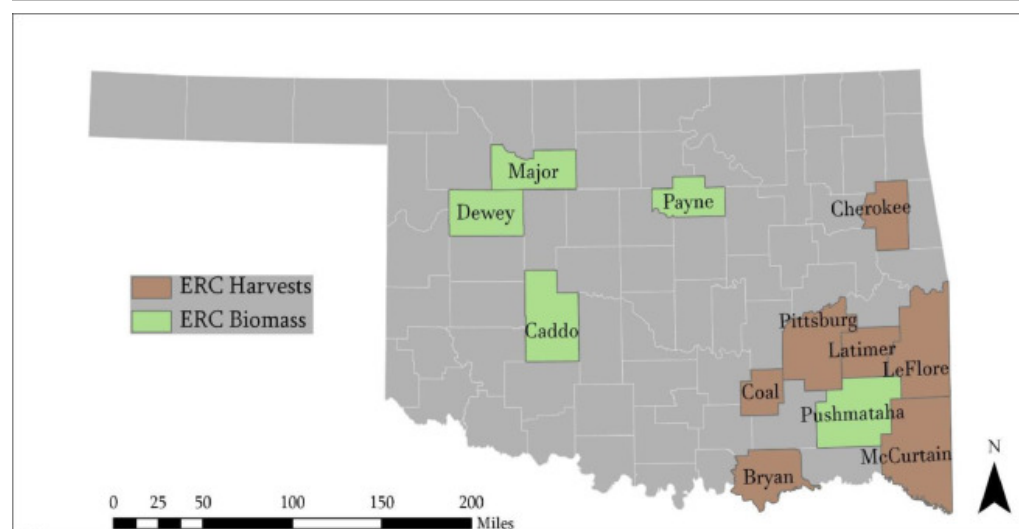 Major
Dewey
Payne
Cherokee
ERC Harvests
ERC Biomass
Caddo
Pittsburg
Latimer
LeFlore
Coal
Pushmataha
McCurtain
Bryan
N
0 25 50 100 150 200
Miles